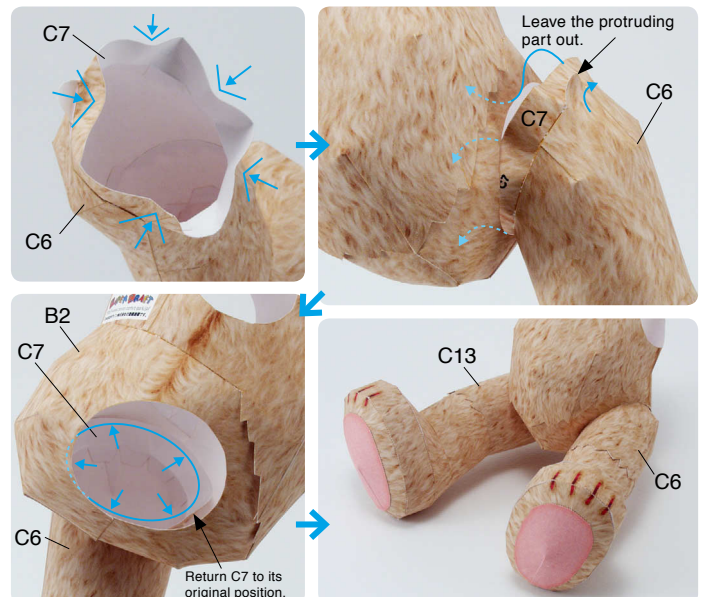 C7
C6
Leave the protruding
part out.
C6
C7
B2
C7
C6
Return C7 to its
original position.
C13
C6